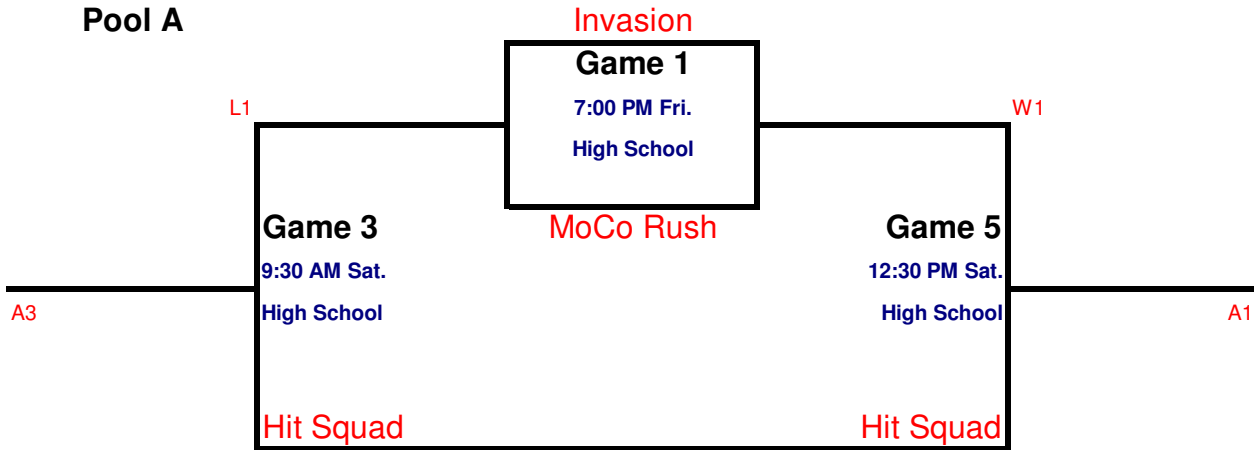 Pool A
Invasion
Game 1
7:00 PM Fri.
High School
L1
W1
MoCo Rush
Game 3
9:30 AM Sat.
High School
Game 5
12:30 PM Sat.
High School
A3
A1
Hit Squad
Hit Squad